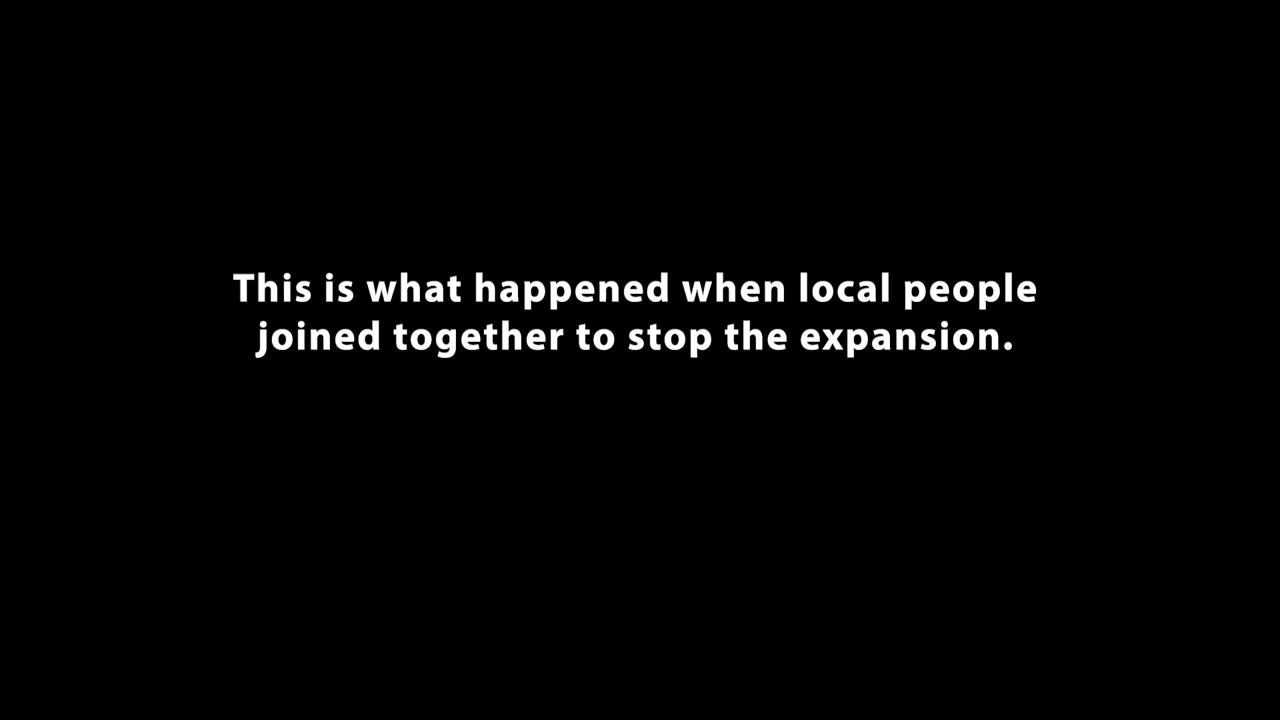 This is what happened when local people
joined together to stop the expansion.